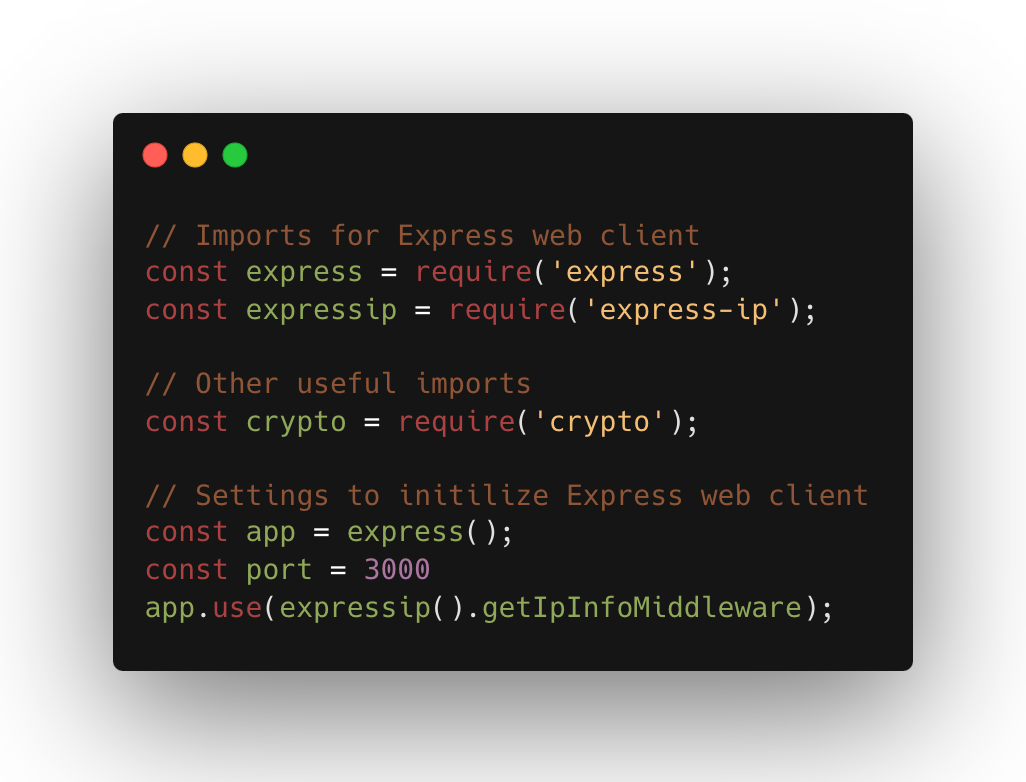 // Imports for Express web client
const express = require('express');
const expressip = require('express-ip');
// Other useful imports
const crypto = require('crypto');
// Settings to initilize Express web client
const app = express();
const port = 3000
app.use(expressip().getIpInfoMiddleware);